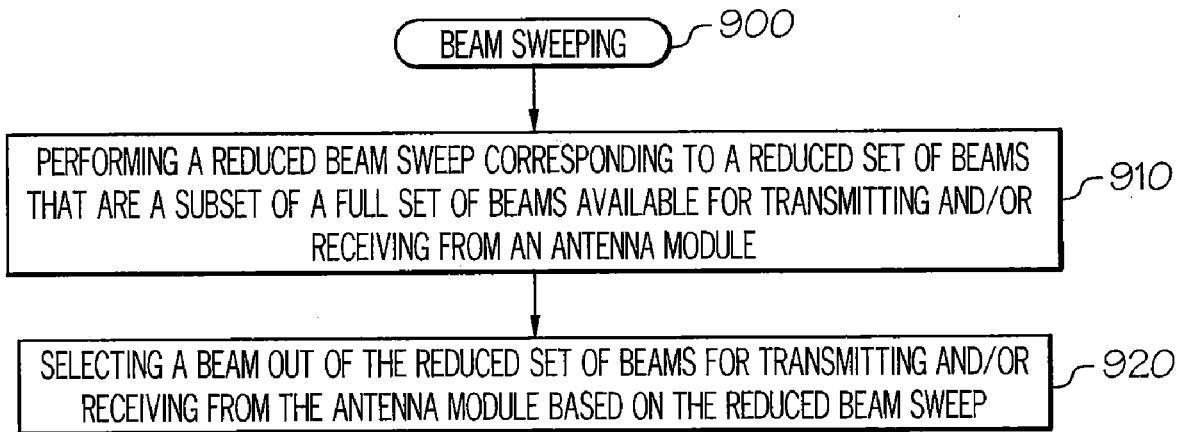 BEAM SWEEPING
900
PERFORMING A REDUCED BEAM SWEEP CORRESPONDING TO A REDUCED SET OF BEAMS
THAT ARE A SUBSET OF A FULL SET OF BEAMS AVAILABLE FOR TRANSMITTING AND/OR
RECEIVING FROM AN ANTENNA MODULE
910
SELECTING A BEAM OUT OF THE REDUCED SET OF BEAMS FOR TRANSMITTING AND/OR
RECEIVING FROM THE ANTENNA MODULE BASED ON THE REDUCED BEAM SWEEP
920